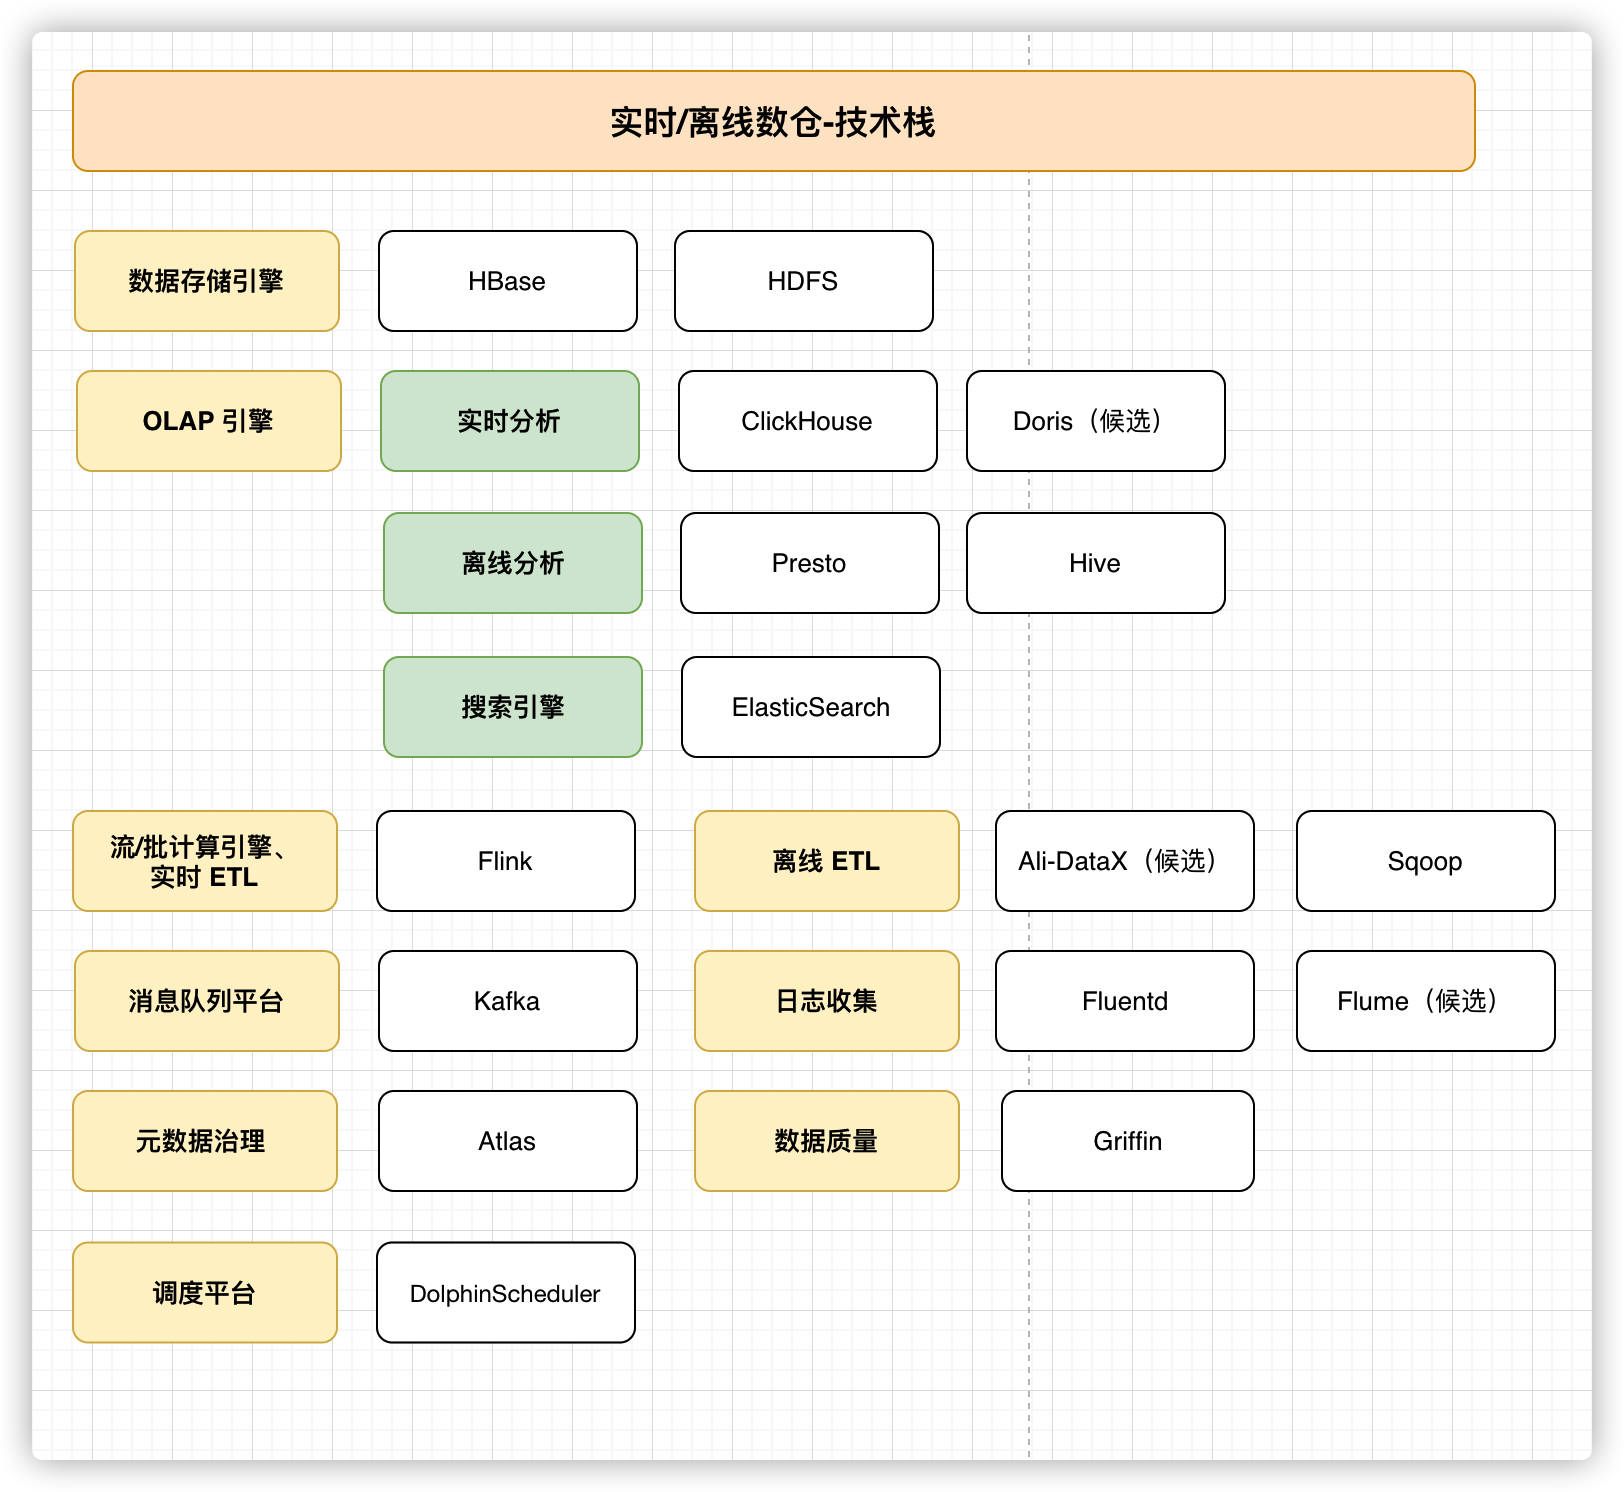 实时/离线数仓-技术栈
数据存储引擎
HBase
HDFS
OLAP 引擎
实时分析
ClickHouse
Doris（候选）
离线分析
Presto
Hive
搜索引擎
ElasticSearch
流/批计算引擎、
实时 ETL
Flink
离线 ETL
Ali-DataX（候选）
Sqoop
消息队列平台
Kafka
日志收集
Fluentd
Flume（候选）
元数据治理
Atlas
数据质量
Griffin
调度平台
DolphinScheduler